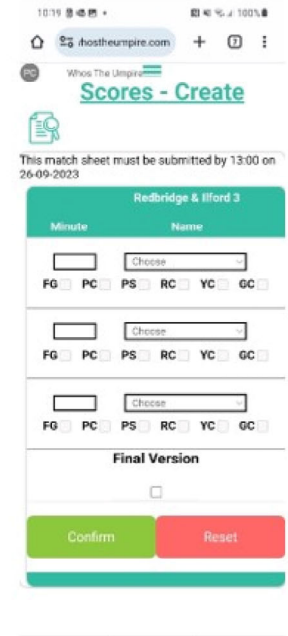 10:19
100%
hostheumpire.com
7
PC Whos The Umpire
Scores - Create
This match sheet must be submitted by 13:00 on
26-09-2023
Redbridge & Ilford 3
Minute Name
Choose
FG PC PS RC YC GC
Choose
FG PC PS RC YC GC
Choose
FG PC PS RC YC GC
Final Version
Confirm Reset